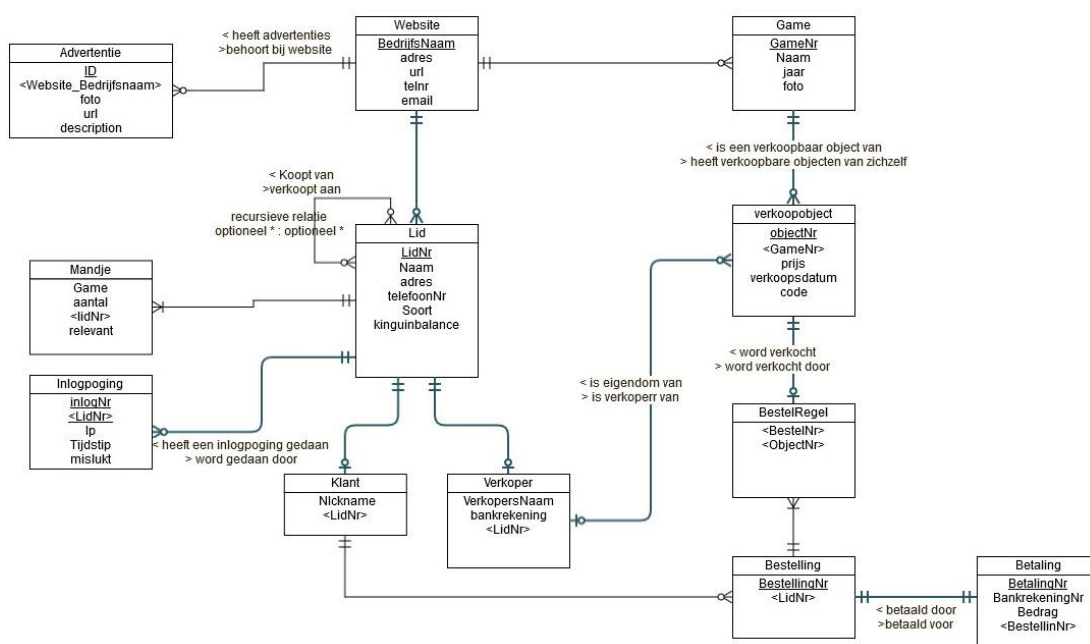 Website
BedrijfsNaam
adres
url
telnr
email
Game
GameNr
Naam
jaar
foto
< heeft advertenties
>behoort bij website
Advertentie
ID
<Website_Bedrijfsnaam>
foto
url
description
< is een verkoopbaar object van
> heeft verkoopbare objecten van zichzelf
< Koopt van
>verkoopt aan
recursieve relatie
optioneel * : optioneel *
Lid
LidNr
Naam
adres
telefoonNr
Soort
kinguinbalance
verkoopobject
objectNr
<GameNr>
prijs
verkoopsdatum
code
Mandje
Game
aantal
<lidNr>
relevant
< word verkocht
> word verkocht door
Inlogpoging
inlogNr
<LidNr>
Ip
Tijdstip
mislukt
< is eigendom van
> is verkoperr van
< heeft een inlogpoging gedaan
> word gedaan door
BestelRegel
<BestelNr>
<ObjectNr>
Klant
NIckname
<LidNr>
Verkoper
VerkopersNaam
bankrekening
<LidNr>
Bestelling
BestellingNr
<LidNr>
< betaald door
>betaald voor
Betaling
BetalingNr
BankrekeningNr
Bedrag
<BestellinNr>